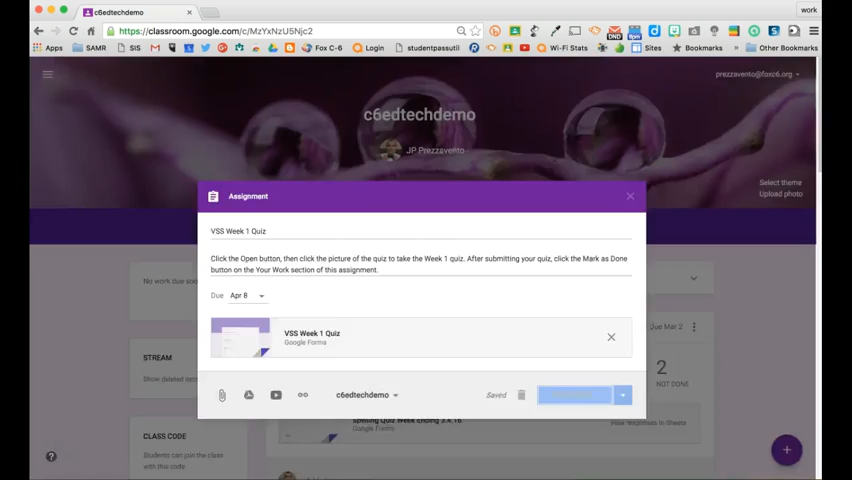 c6edtechdemo
work
https://classroom.google.com/c/MzYxNzU5Njc2
Apps SAMR SIS Fox C-6 Login studentpassutil Wi-Fi Stats Sites Bookmarks Other Bookmarks
DND
prezzavento@foxc6.org
c6edtechdemo
JP Prezzavento
Select theme
Upload photo
Assignment
VSS Week 1 Quiz
Click the Open button, then click the picture of the quiz to take the Week 1 quiz. After submitting your quiz, click the Mark as Done
button on the Your Work section of this assignment.
Due Apr 8
VSS Week 1 Quiz
Google Forms
c6edtechdemo
Saved
No work due
Due Mar 2
2
NOT DONE
STREAM
Show deleted
CLASS CODE
Students can join the
class with this code
Spelling Quiz Week Ending 3.4.16
Google Forms
View Responses in Sheets